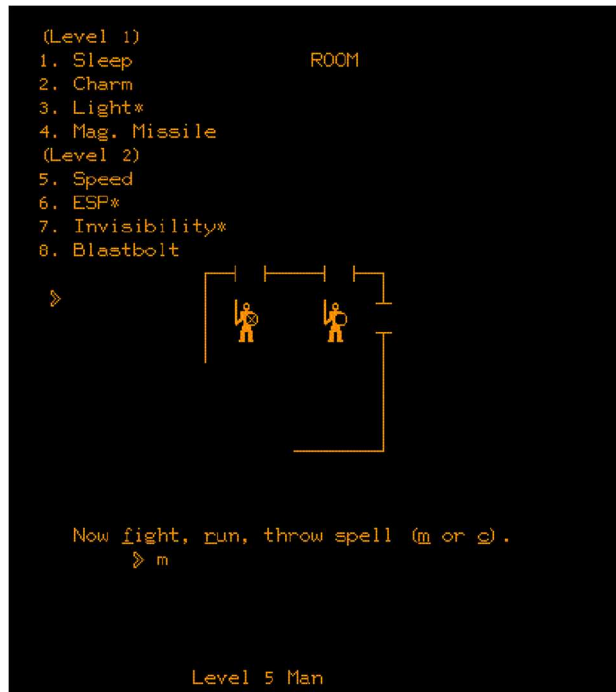 (Level 1)
1. Sleep
ROOM
2. Charm
3. Light*
4. Mag. Missile
(Level 2)
5. Speed
6. ESP*
7. Invisibility*
8. Blastbolt
>
Now fight, run, throw spell (m or c).
> m
Level 5 Man